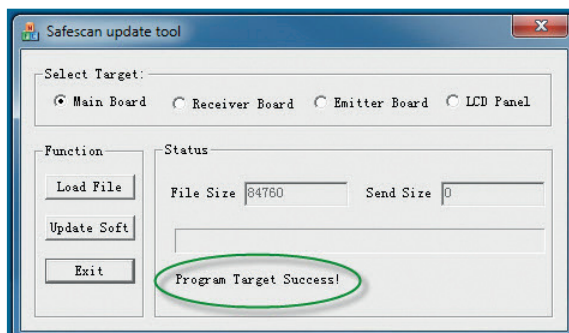 Safescan update tool
Select Target:
Main Board Receiver Board Emitter Board LCD Panel
Function
Load File
Update Soft
Exit
Status
File Size 84760 Send Size 0
Program Target Success!